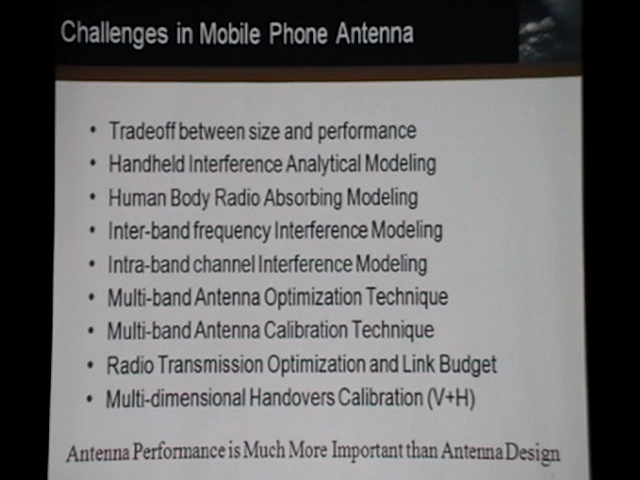 Challenges in Mobile Phone Antenna
• Tradeoff between size and performance
• Handheld Interference Analytical Modeling
• Human Body Radio Absorbing Modeling
• Inter-band frequency Interference Modeling
• Intra-band channel Interference Modeling
• Multi-band Antenna Optimization Technique
• Multi-band Antenna Calibration Technique
• Radio Transmission Optimization and Link Budget
• Multi-dimensional Handovers Calibration (V+H)
Antenna Performance is Much More Important than Antenna Design